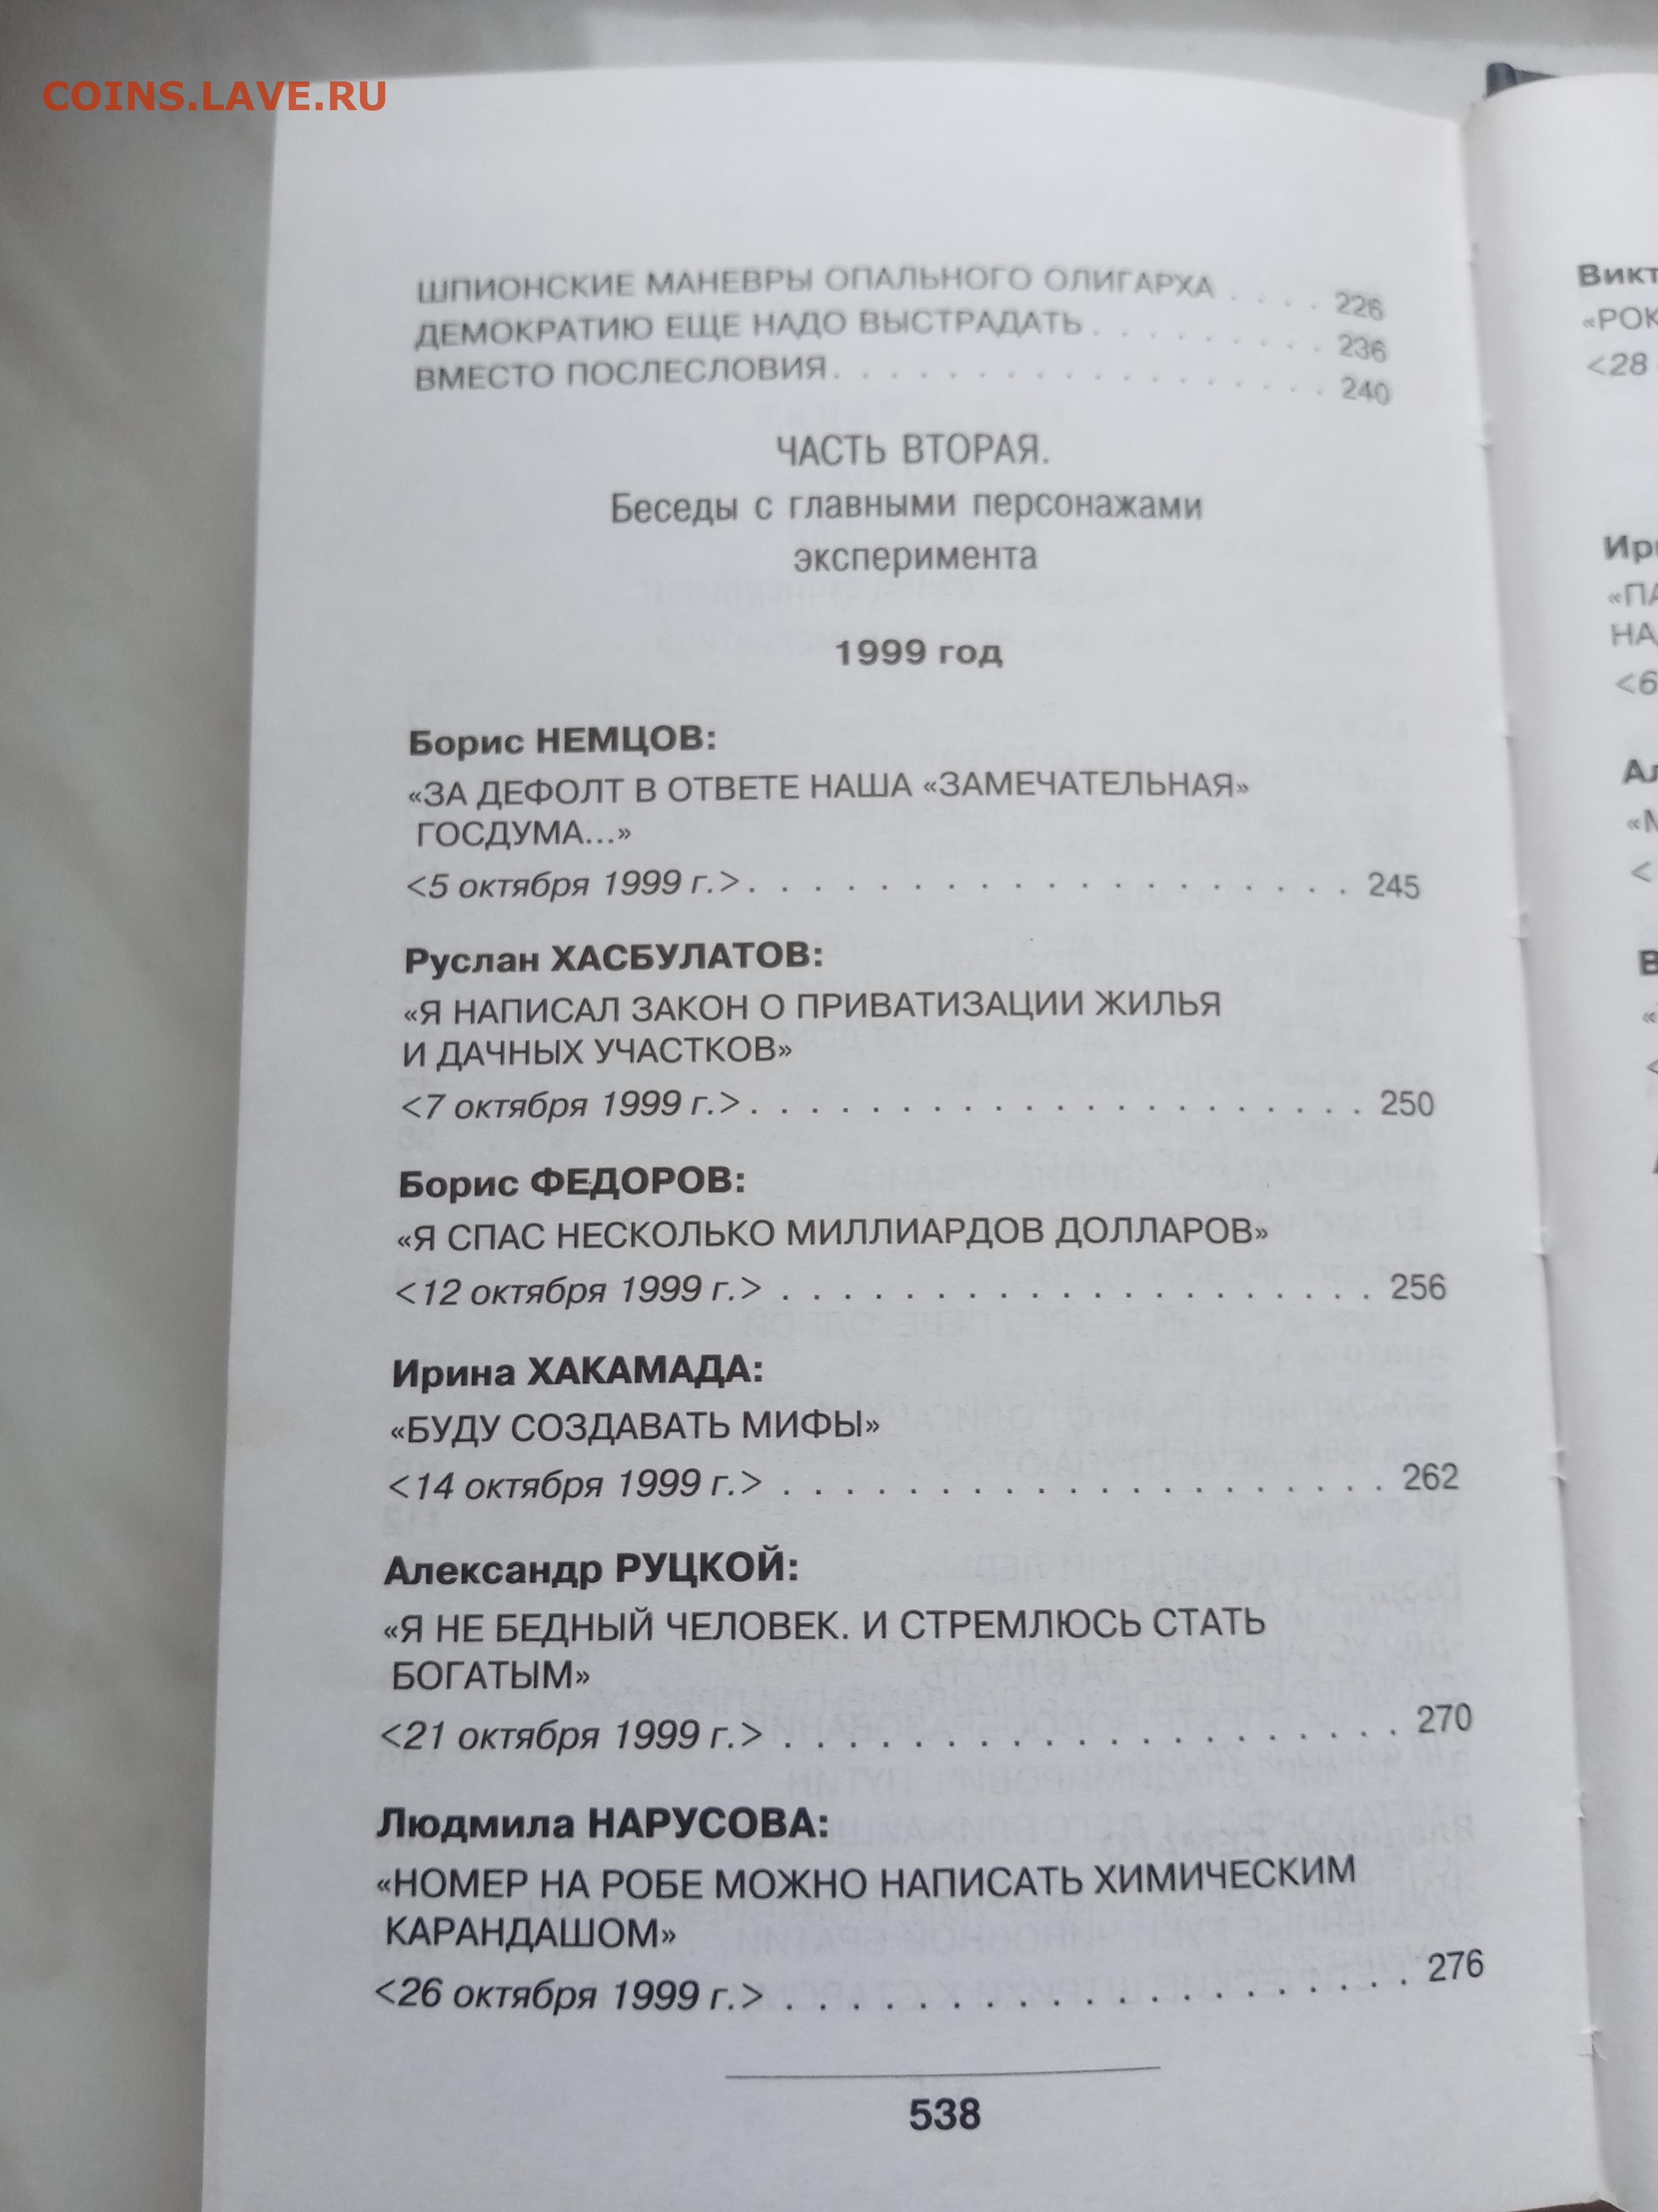 COINS.LAVE.RU
ШПИОНСКИЕ МАНЕВРЫ ОПАЛЬНОГО ОЛИГАРХА . . . . 226
ДЕМОКРАТИЮ ЕЩЕ НАДО ВЫСТРАДАТЬ . . . . . . . . . 236
ВМЕСТО ПОСЛЕСЛОВИЯ. . . . . . . . . . . . . . . . . . 240
ЧАСТЬ ВТОРАЯ.
Беседы с главными персонажами
эксперимента
1999 год
Борис НЕМЦОВ:
«ЗА ДЕФОЛТ В ОТВЕТЕ НАША «ЗАМЕЧАТЕЛЬНАЯ»
ГОСДУМА...»
<5 октября 1999 г.>. . . . . . . . . . . . . . . . . . . 245
Руслан ХАСБУЛАТОВ:
«Я НАПИСАЛ ЗАКОН О ПРИВАТИЗАЦИИ ЖИЛЬЯ
И ДАЧНЫХ УЧАСТКОВ»
<7 октября 1999 г.>. . . . . . . . . . . . . . . . . . . . 250
Борис ФЕДОРОВ:
«Я СПАС НЕСКОЛЬКО МИЛЛИАРДОВ ДОЛЛАРОВ»
<12 октября 1999 г.> . . . . . . . . . . . . . . . . . . . 256
Ирина ХАКАМАДА:
«БУДУ СОЗДАВАТЬ МИФЫ»
<14 октября 1999 г.> . . . . . . . . . . . . . . . . . . . 262
Александр РУЦКОЙ:
«Я НЕ БЕДНЫЙ ЧЕЛОВЕК. И СТРЕМЛЮСЬ СТАТЬ
БОГАТЫМ»
<21 октября 1999 г.> . . . . . . . . . . . . . . . . . . . 270
Людмила НАРУСОВА:
«НОМЕР НА РОБЕ МОЖНО НАПИСАТЬ ХИМИЧЕСКИМ
КАРАНДАШОМ»
<26 октября 1999 г.> . . . . . . . . . . . . . . . . . . . 276
538
<28